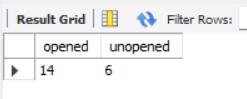 Result Grid Filter Rows:
opened unopened
14 6